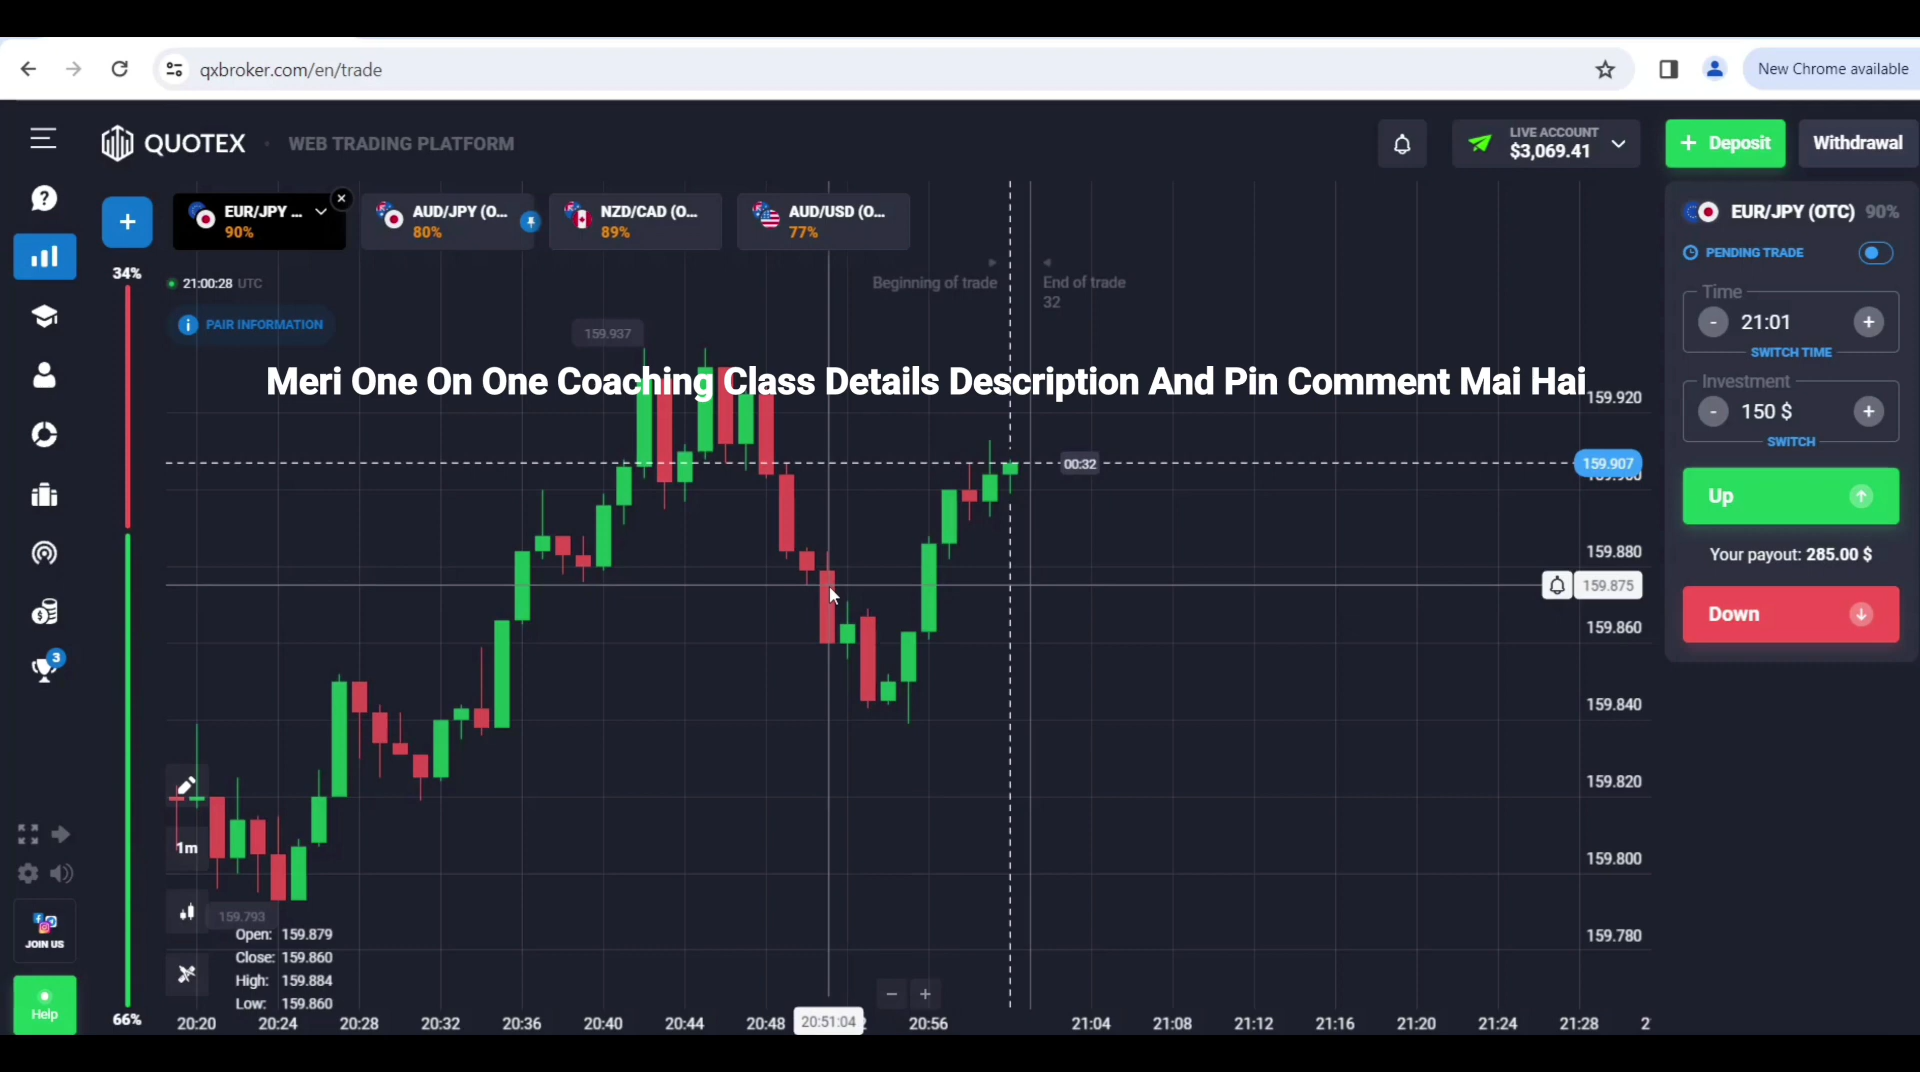 qxbroker.com/en/trade
New Chrome available
QUOTEX
WEB TRADING PLATFORM
LIVE ACCOUNT
$3,069.41
+ Deposit
Withdrawal
EUR/JPY ...
90%
AUD/JPY (O...
80%
NZD/CAD (O...
89%
AUD/USD (O...
77%
EUR/JPY (OTC) 90%
34%
21:00:28 UTC
Beginning of trade
End of trade
32
PENDING TRADE
PAIR INFORMATION
159.937
Time
- 21:01 +
SWITCH TIME
Meri One On One Coaching Class Details Description And Pin Comment Mai Hai
159.920
Investment
- 150 $ +
SWITCH
00:32
159.907
Up
159.880
Your payout: 285.00 $
159.875
Down
159.860
3
159.840
159.820
1m
159.800
159.793
Open: 159.879
159.780
Close: 159.860
High: 159.884
Low: 159.860
JOIN US
Help
66%
20:20
20:24
20:28
20:32
20:36
20:40
20:44
20:48
20:51:04
20:56
21:04
21:08
21:12
21:16
21:20
21:24
21:28
2